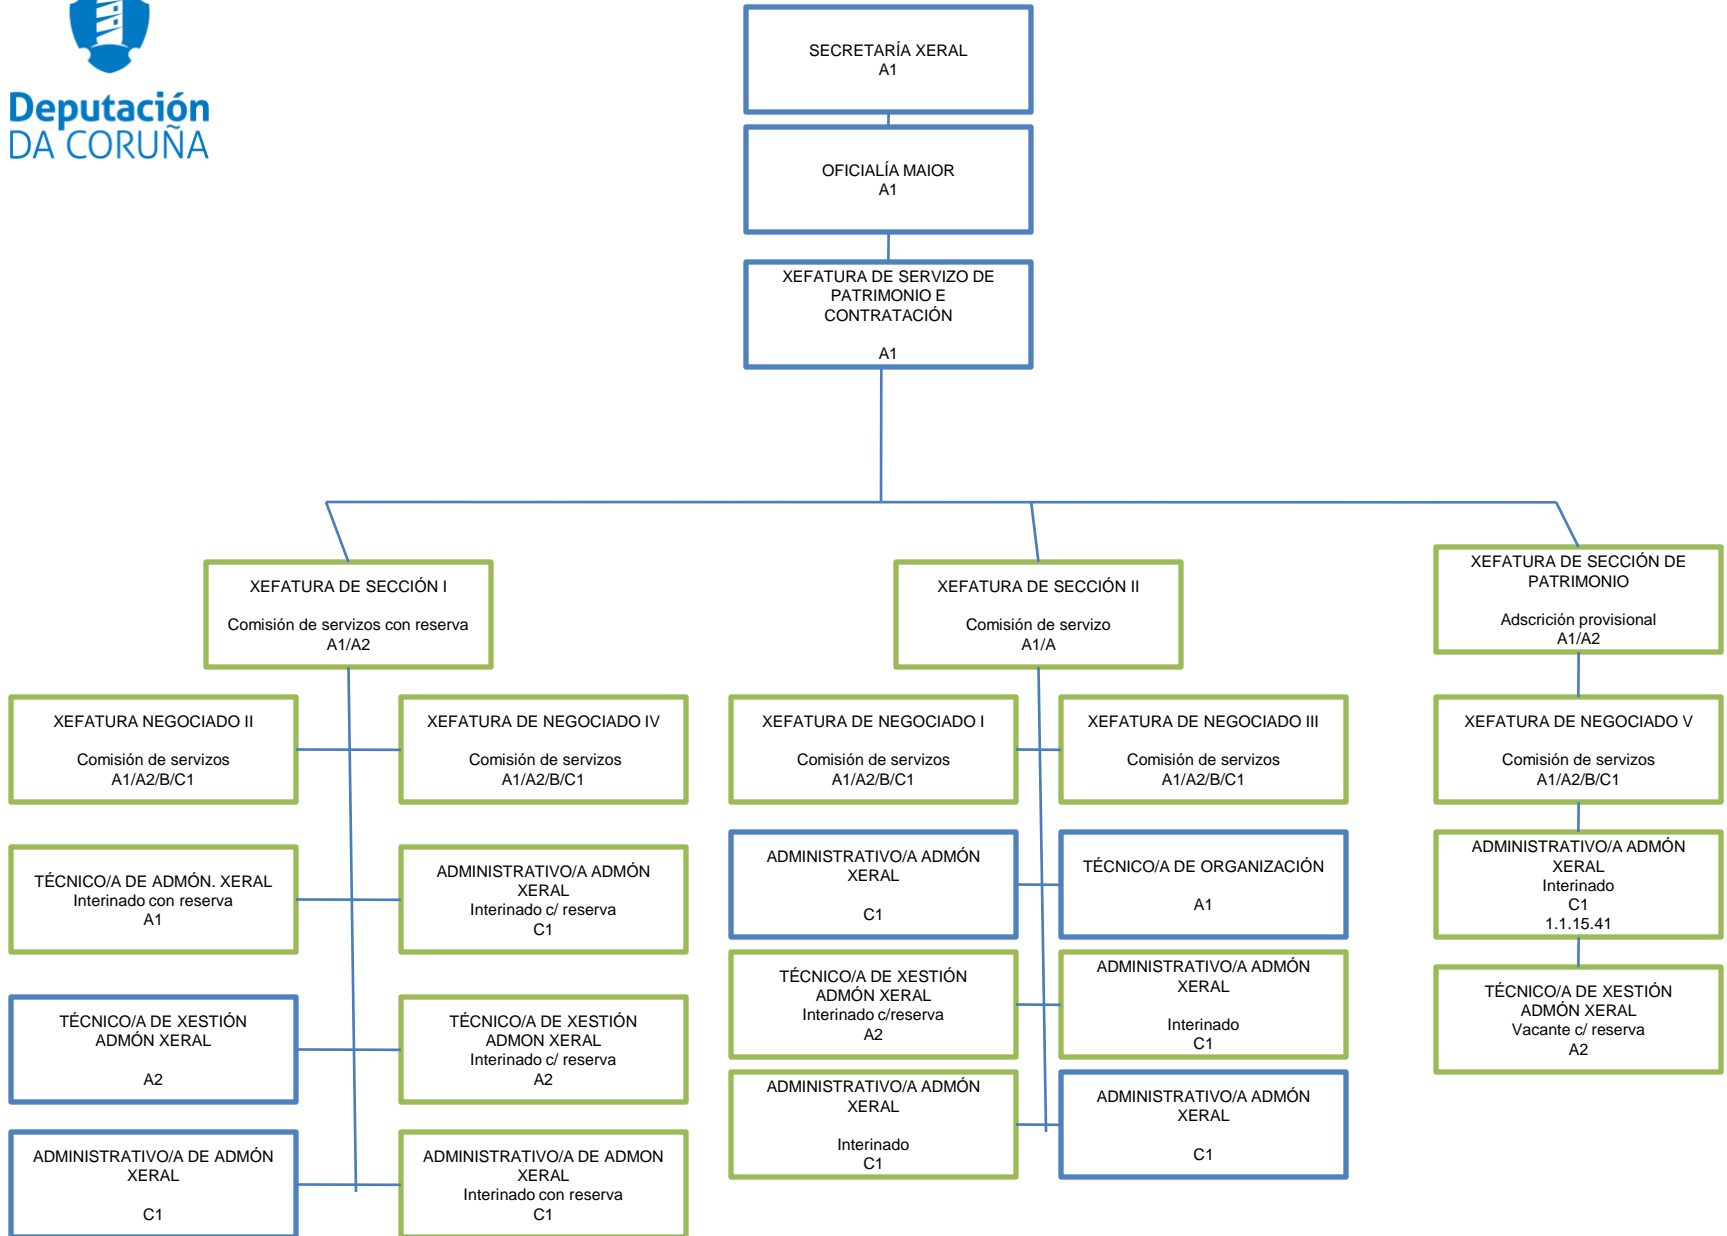 Deputación
DA CORUÑA
SECRETARÍA XERAL
A1
OFICIALÍA MAIOR
A1
XEFATURA DE SERVIZO DE
PATRIMONIO E
CONTRATACIÓN
A1
XEFATURA DE SECCIÓN I
Comisión de servizos con reserva
A1/A2
XEFATURA NEGOCIADO II
Comisión de servizos
A1/A2/B/C1
XEFATURA DE NEGOCIADO IV
Comisión de servizos
A1/A2/B/C1
TÉCNICO/A DE ADMÓN. XERAL
Interinado con reserva
A1
ADMINISTRATIVO/A ADMÓN
XERAL
Interinado c/ reserva
C1
TÉCNICO/A DE XESTIÓN
ADMÓN XERAL
A2
TÉCNICO/A DE XESTIÓN
ADMON XERAL
Interinado c/ reserva
A2
ADMINISTRATIVO/A DE ADMÓN
XERAL
C1
ADMINISTRATIVO/A DE ADMON
XERAL
Interinado con reserva
C1
XEFATURA DE SECCIÓN II
Comisión de servizo
A1/A
XEFATURA DE NEGOCIADO I
Comisión de servizos
A1/A2/B/C1
XEFATURA DE NEGOCIADO III
Comisión de servizos
A1/A2/B/C1
ADMINISTRATIVO/A ADMÓN
XERAL
C1
TÉCNICO/A DE ORGANIZACIÓN
A1
TÉCNICO/A DE XESTIÓN
ADMÓN XERAL
Interinado c/reserva
A2
ADMINISTRATIVO/A ADMÓN
XERAL
Interinado
C1
ADMINISTRATIVO/A ADMÓN
XERAL
Interinado
C1
ADMINISTRATIVO/A ADMÓN
XERAL
C1
XEFATURA DE SECCIÓN DE
PATRIMONIO
Adscrición provisional
A1/A2
XEFATURA DE NEGOCIADO V
Comisión de servizos
A1/A2/B/C1
ADMINISTRATIVO/A ADMÓN
XERAL
Interinado
C1
1.1.15.41
TÉCNICO/A DE XESTIÓN
ADMÓN XERAL
Vacante c/ reserva
A2